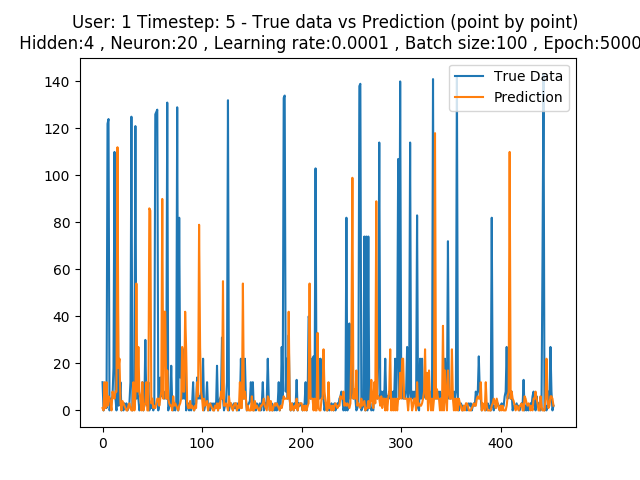 User: 1 Timestep: 5 - True data vs Prediction (point by point)
Hidden:4 , Neuron:20 , Learning rate:0.0001 , Batch size:100 , Epoch:5000
True Data
Prediction
140
120
100
80
60
40
20
0
0 100 200 300 400